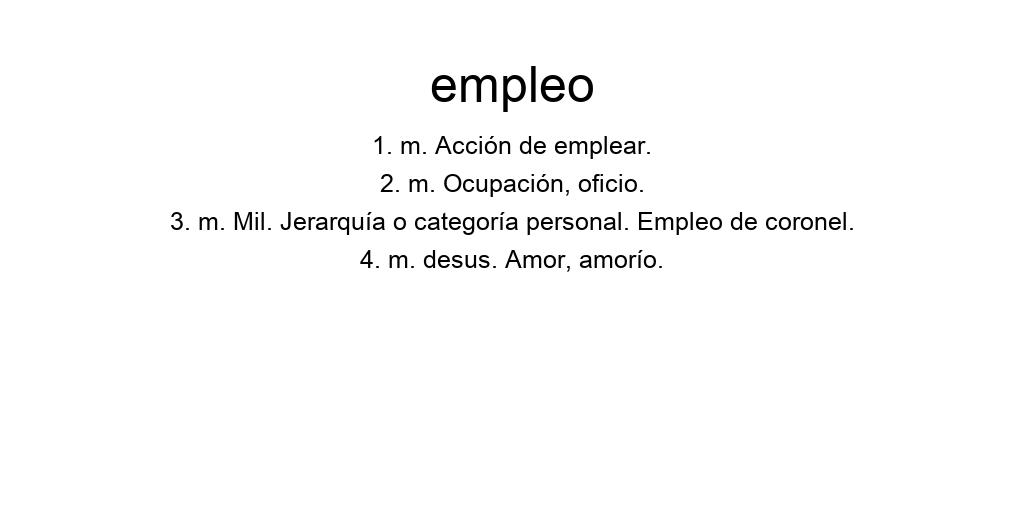 empleo
1. m. Acción de emplear.
2. m. Ocupación, oficio.
3. m. Mil. Jerarquía o categoría personal. Empleo de coronel.
4. m. desus. Amor, amorío.